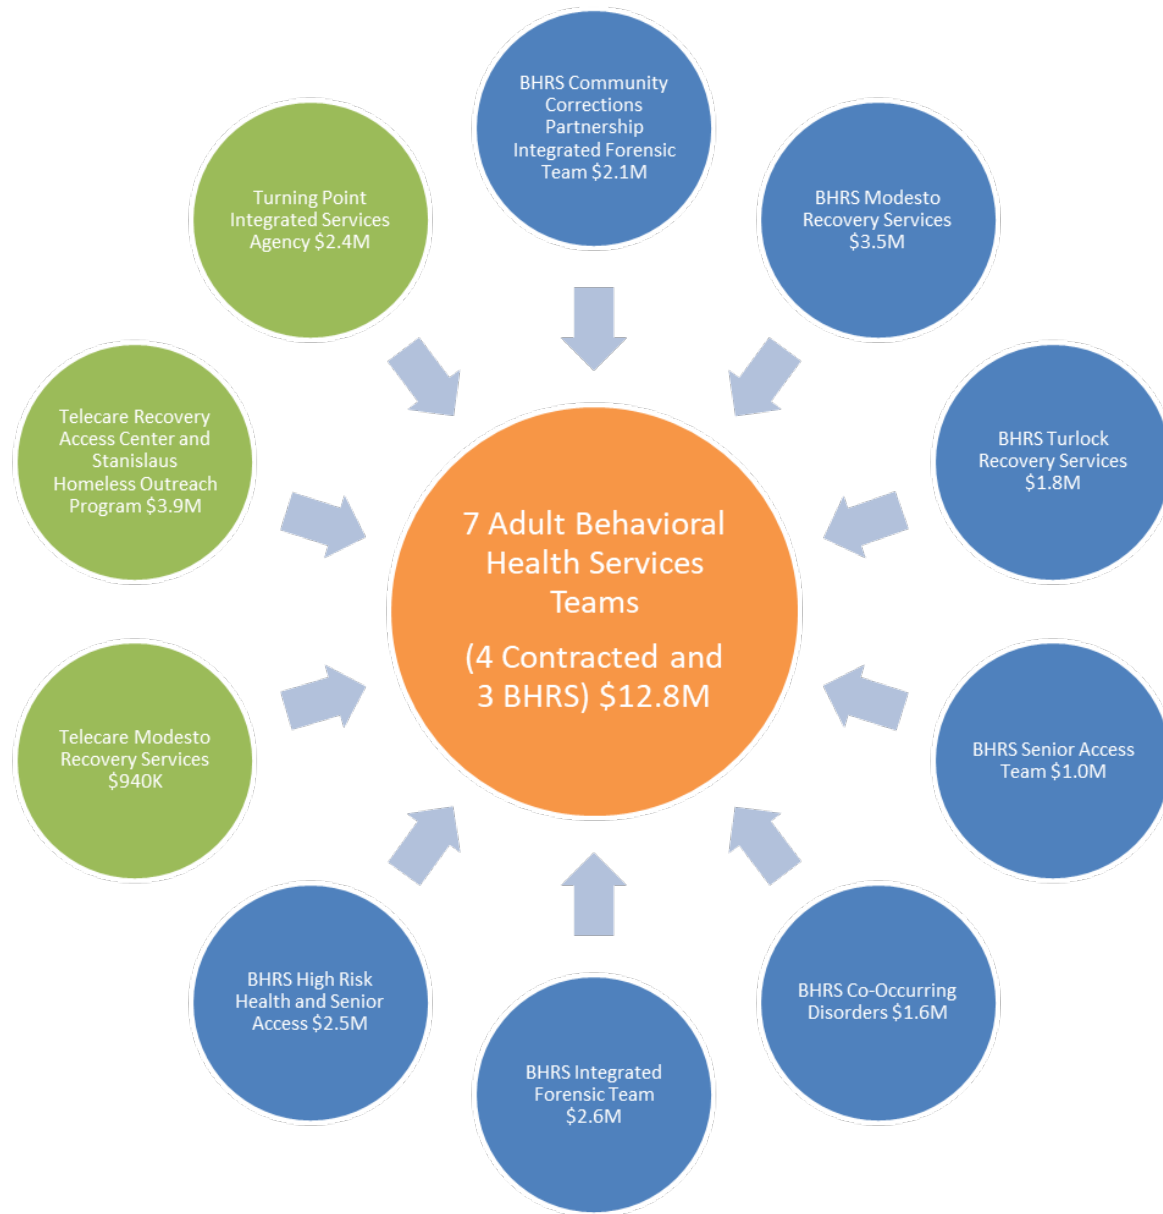 BHRS Community
Corrections
Partnership
Integrated Forensic
Team $2.1M
BHRS Modesto
Recovery Services
$3.5M
BHRS Turlock
Recovery Services
$1.8M
BHRS Senior Access
Team $1.0M
BHRS Co-Occurring
Disorders $1.6M
BHRS Integrated
Forensic Team
$2.6M
BHRS High Risk
Health and Senior
Access $2.5M
Telecare Modesto
Recovery Services
$940K
Telecare Recovery
Access Center and
Stanislaus
Homeless Outreach
Program $3.9M
Turning Point
Integrated Services
Agency $2.4M
7 Adult Behavioral
Health Services
Teams
(4 Contracted and
3 BHRS) $12.8M